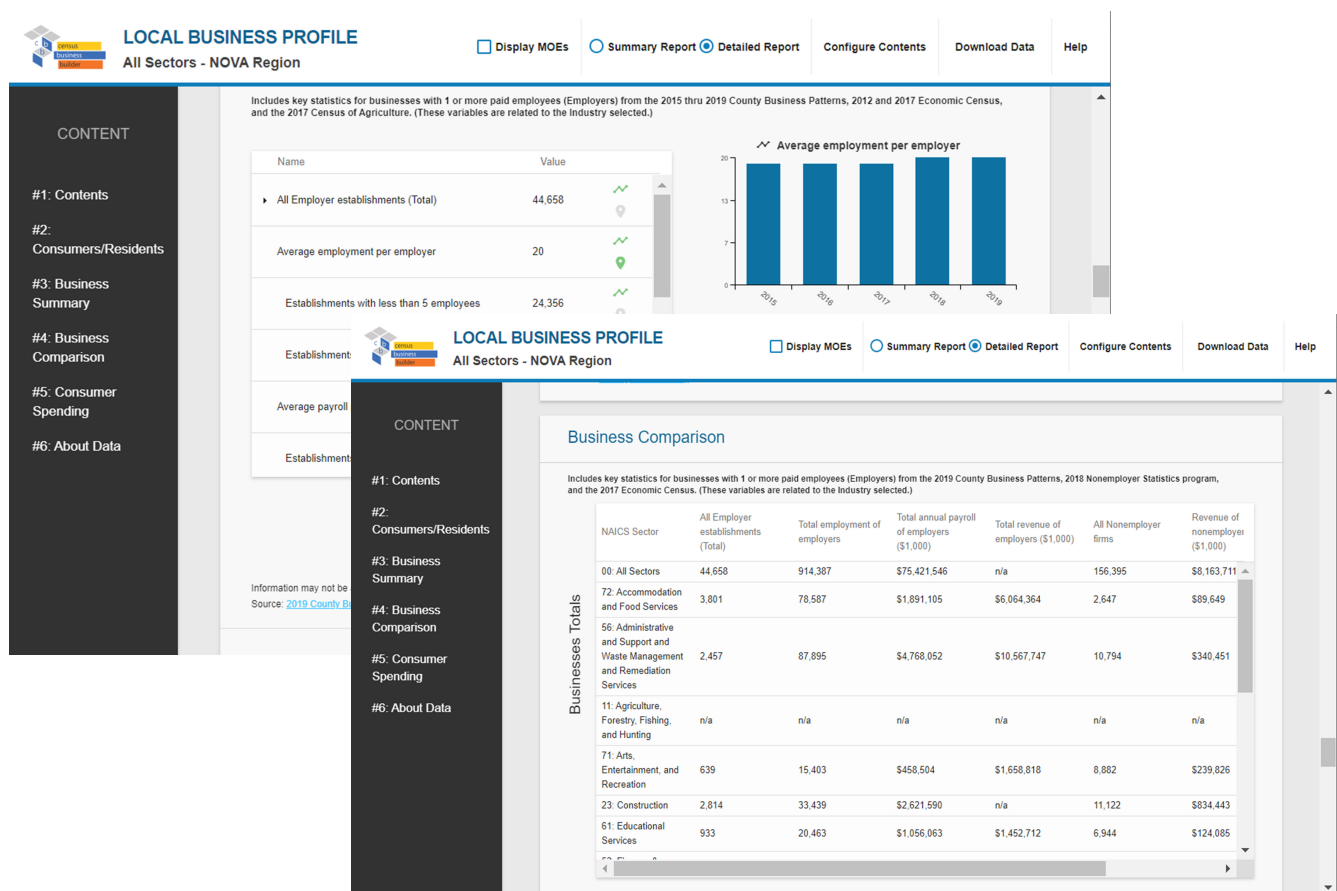 c b b
census
business
builder
LOCAL BUSINESS PROFILE
All Sectors - NOVA Region
Display MOEs
Summary Report
Detailed Report
Configure Contents
Download Data
Help
CONTENT
#1: Contents
#2:
Consumers/Residents
#3: Business
Summary
#4: Business
Comparison
#5: Consumer
Spending
#6: About Data
Includes key statistics for businesses with 1 or more paid employees (Employers) from the 2015 thru 2019 County Business Patterns, 2012 and 2017 Economic Census,
and the 2017 Census of Agriculture. (These variables are related to the Industry selected.)
Name Value
All Employer establishments (Total) 44,658
Average employment per employer 20
Establishments with less than 5 employees 24,356
Establishment
Average payroll
Establishment
Information may not be
Source: 2019 County B
Average employment per employer
20
13
7
0
2015 2016 2017 2018 2019
c b b
census
business
builder
LOCAL BUSINESS PROFILE
All Sectors - NOVA Region
Display MOEs
Summary Report
Detailed Report
Configure Contents
Download Data
Help
CONTENT
#1: Contents
#2:
Consumers/Residents
#3: Business
Summary
#4: Business
Comparison
#5: Consumer
Spending
#6: About Data
Business Comparison
Includes key statistics for businesses with 1 or more paid employees (Employers) from the 2019 County Business Patterns, 2018 Nonemployer Statistics program,
and the 2017 Economic Census. (These variables are related to the Industry selected.)
Businesses Totals
NAICS Sector
All Employer
establishments
(Total)
Total employment of
employers
Total annual payroll
of employers
($1,000)
Total revenue of
employers ($1,000)
All Nonemployer
firms
Revenue of
nonemployer
($1,000)
00: All Sectors 44,658 914,387 $75,421,546 n/a 156,395 $8,163,711
72: Accommodation
and Food Services
3,801 78,587 $1,891,105 $6,064,364 2,647 $89,649
56: Administrative
and Support and
Waste Management
and Remediation
Services
2,457 87,895 $4,768,052 $10,567,747 10,794 $340,451
11: Agriculture,
Forestry, Fishing,
and Hunting
n/a n/a n/a n/a n/a n/a
71: Arts,
Entertainment, and
Recreation
639 15,403 $458,504 $1,658,818 8,882 $239,826
23: Construction 2,814 33,439 $2,621,590 n/a 11,122 $834,443
61: Educational
Services
933 20,463 $1,056,063 $1,452,712 6,944 $124,085